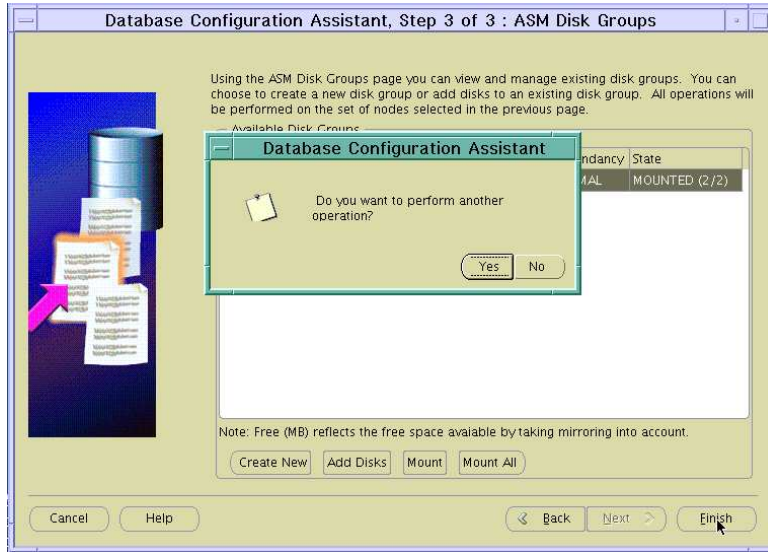 Database Configuration Assistant, Step 3 of 3 : ASM Disk Groups
Using the ASM Disk Groups page you can view and manage existing disk groups. You can
choose to create a new disk group or add disks to an existing disk group. All operations will
be performed on the set of nodes selected in the previous page.
Available Disk Groups
Database Configuration Assistant
ndancy State
MAL MOUNTED (2/2)
Do you want to perform another
operation?
Yes No
Note: Free (MB) reflects the free space avaiable by taking mirroring into account.
Create New Add Disks Mount Mount All
Cancel Help Back Next Finish